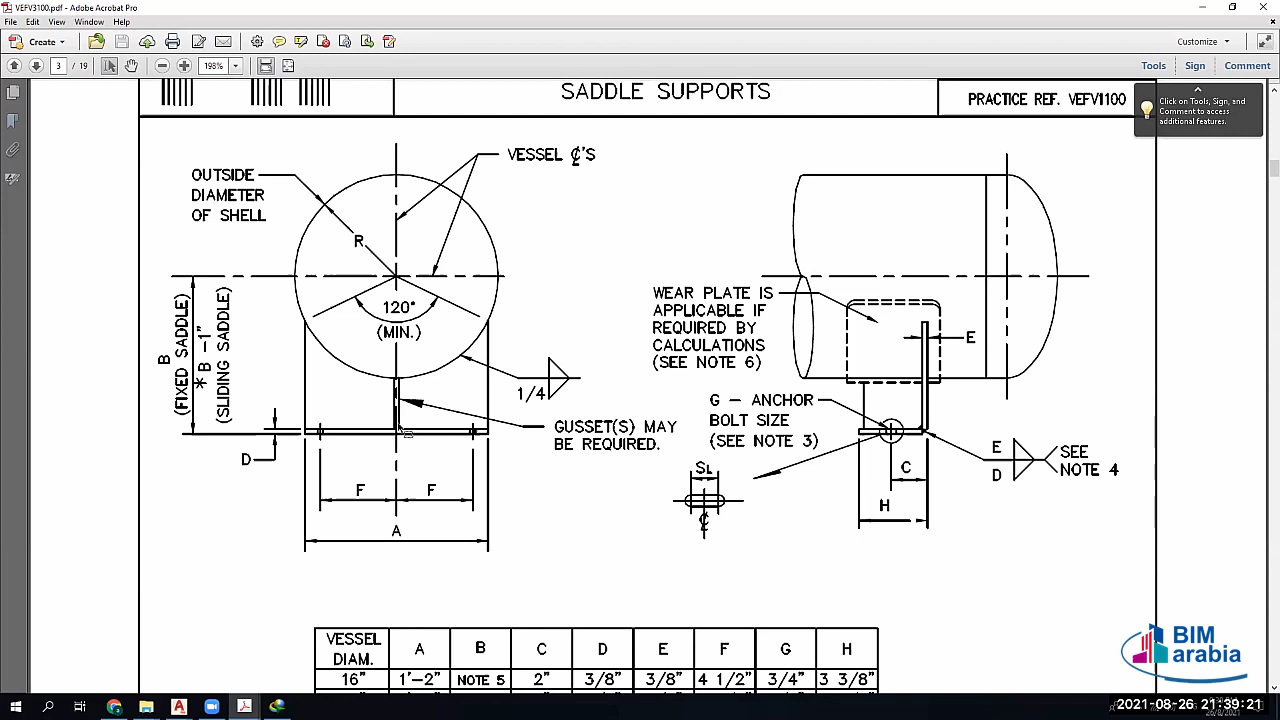 VEFV3100.pdf - Adobe Acrobat Pro
File Edit View Window Help
Create
Customize
3 / 19
198%
Tools Sign Comment
SADDLE SUPPORTS
PRACTICE REF. VEFV1100
Click on Tools, Sign, and
Comment to access
additional features.
VESSEL ℄'S
OUTSIDE
DIAMETER
OF SHELL
R
120°
(MIN.)
B
(FIXED SADDLE)
* B -1"
(SLIDING SADDLE)
D
1/4
GUSSET(S) MAY
BE REQUIRED.
F F
A
WEAR PLATE IS
APPLICABLE IF
REQUIRED BY
CALCULATIONS
(SEE NOTE 6)
E
G - ANCHOR
BOLT SIZE
(SEE NOTE 3)
SL
℄
C
H
E
D
SEE
NOTE 4
VESSEL
DIAM.
A B C D E F G H
16" 1'-2" NOTE 5 2" 3/8" 3/8" 4 1/2" 3/4" 3 3/8"
BIM
arabia
2021-08-26 21:39:21